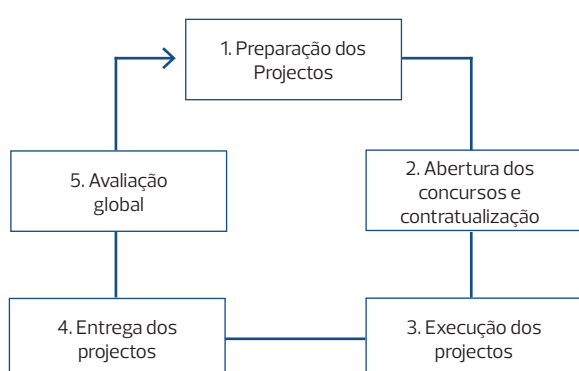 1. Preparação dos
Projectos
2. Abertura dos
concursos e
contratualização
3. Execução dos
projectos
4. Entrega dos
projectos
5. Avaliação
global